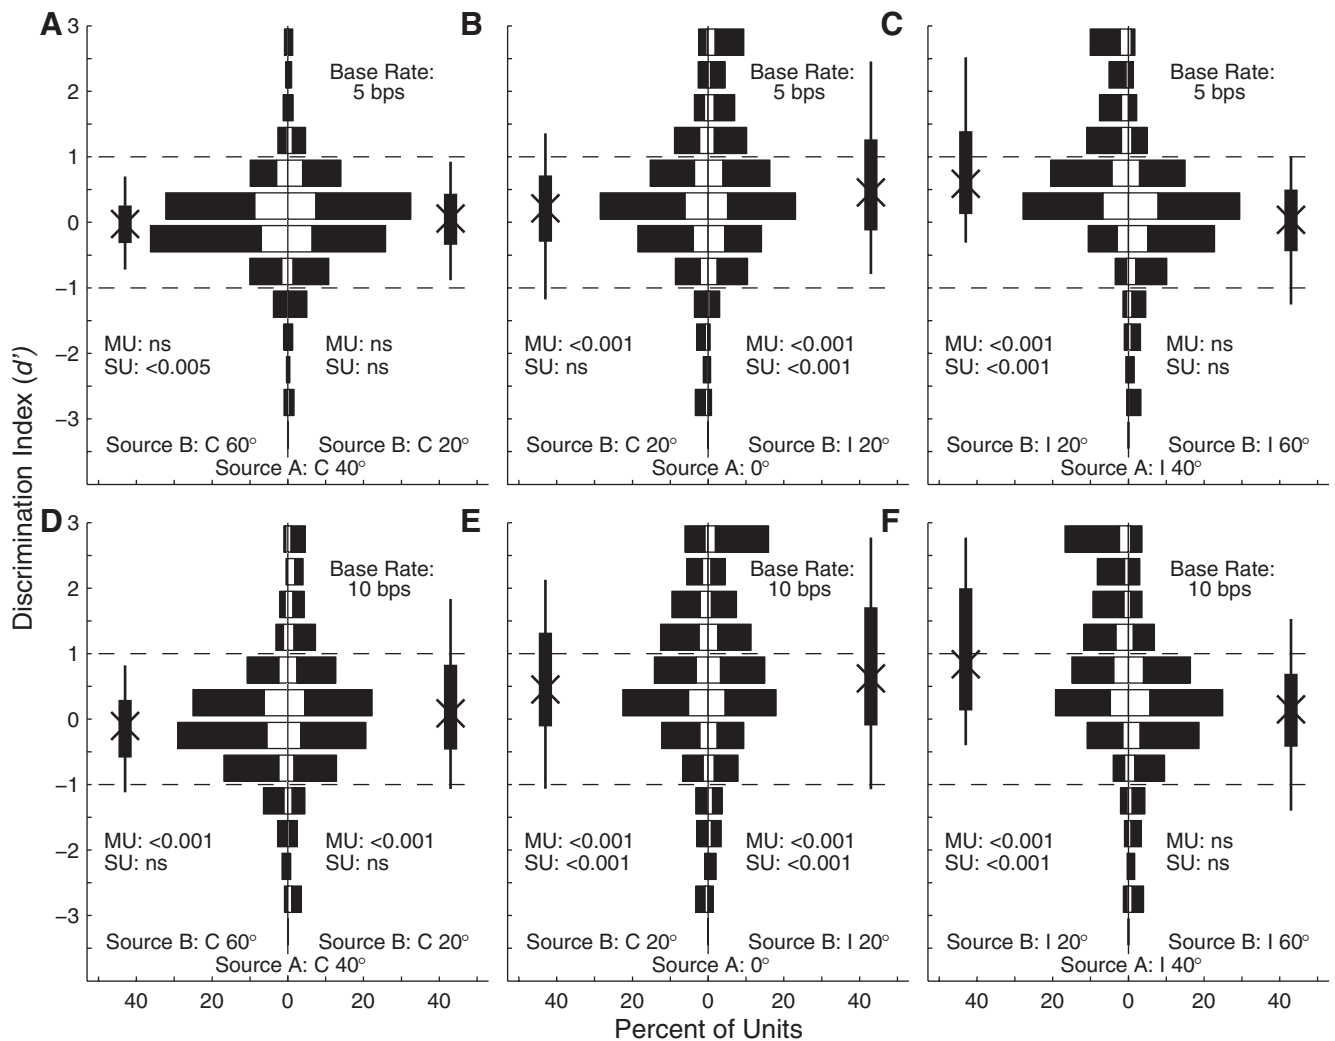 A
B
C
3
2
1
0
−1
−2
−3
Base Rate:
5 bps
Base Rate:
5 bps
Base Rate:
5 bps
MU: ns
SU: <0.005
MU: ns
SU: ns
MU: <0.001
SU: ns
MU: <0.001
SU: <0.001
MU: <0.001
SU: <0.001
MU: ns
SU: ns
Source B: C 60°
Source B: C 20°
Source A: C 40°
Source B: C 20°
Source B: I 20°
Source A: 0°
Source B: I 20°
Source B: I 60°
Source A: I 40°
Discrimination Index (d')
D
E
F
3
2
1
0
−1
−2
−3
Base Rate:
10 bps
Base Rate:
10 bps
Base Rate:
10 bps
MU: <0.001
SU: ns
MU: <0.001
SU: ns
MU: <0.001
SU: <0.001
MU: <0.001
SU: <0.001
MU: <0.001
SU: <0.001
MU: ns
SU: ns
Source B: C 60°
Source B: C 20°
Source A: C 40°
Source B: C 20°
Source B: I 20°
Source A: 0°
Source B: I 20°
Source B: I 60°
Source A: I 40°
40 20 0 20 40
40 20 0 20 40
40 20 0 20 40
Percent of Units